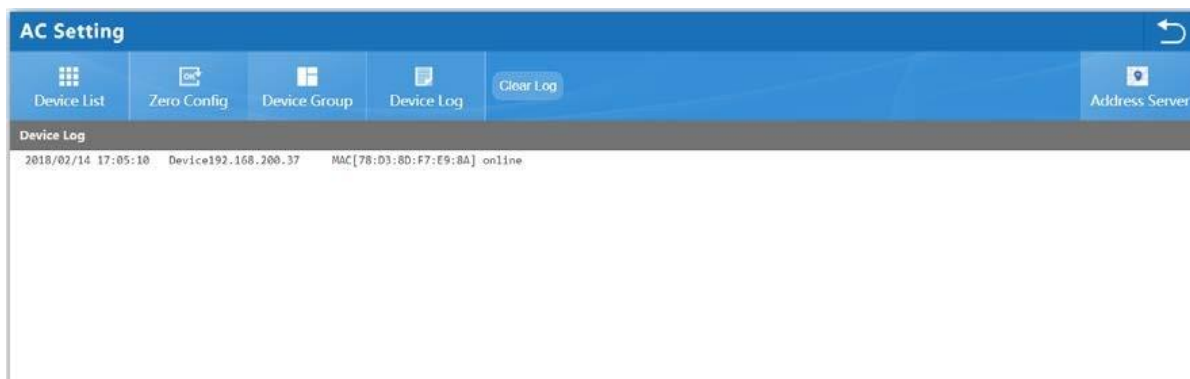 AC Setting
Device List Zero Config Device Group Device Log Clear Log Address Server
Device Log
2018/02/14 17:05:10 Device192.168.200.37 MAC[78:D3:8D:F7:E9:8A] online